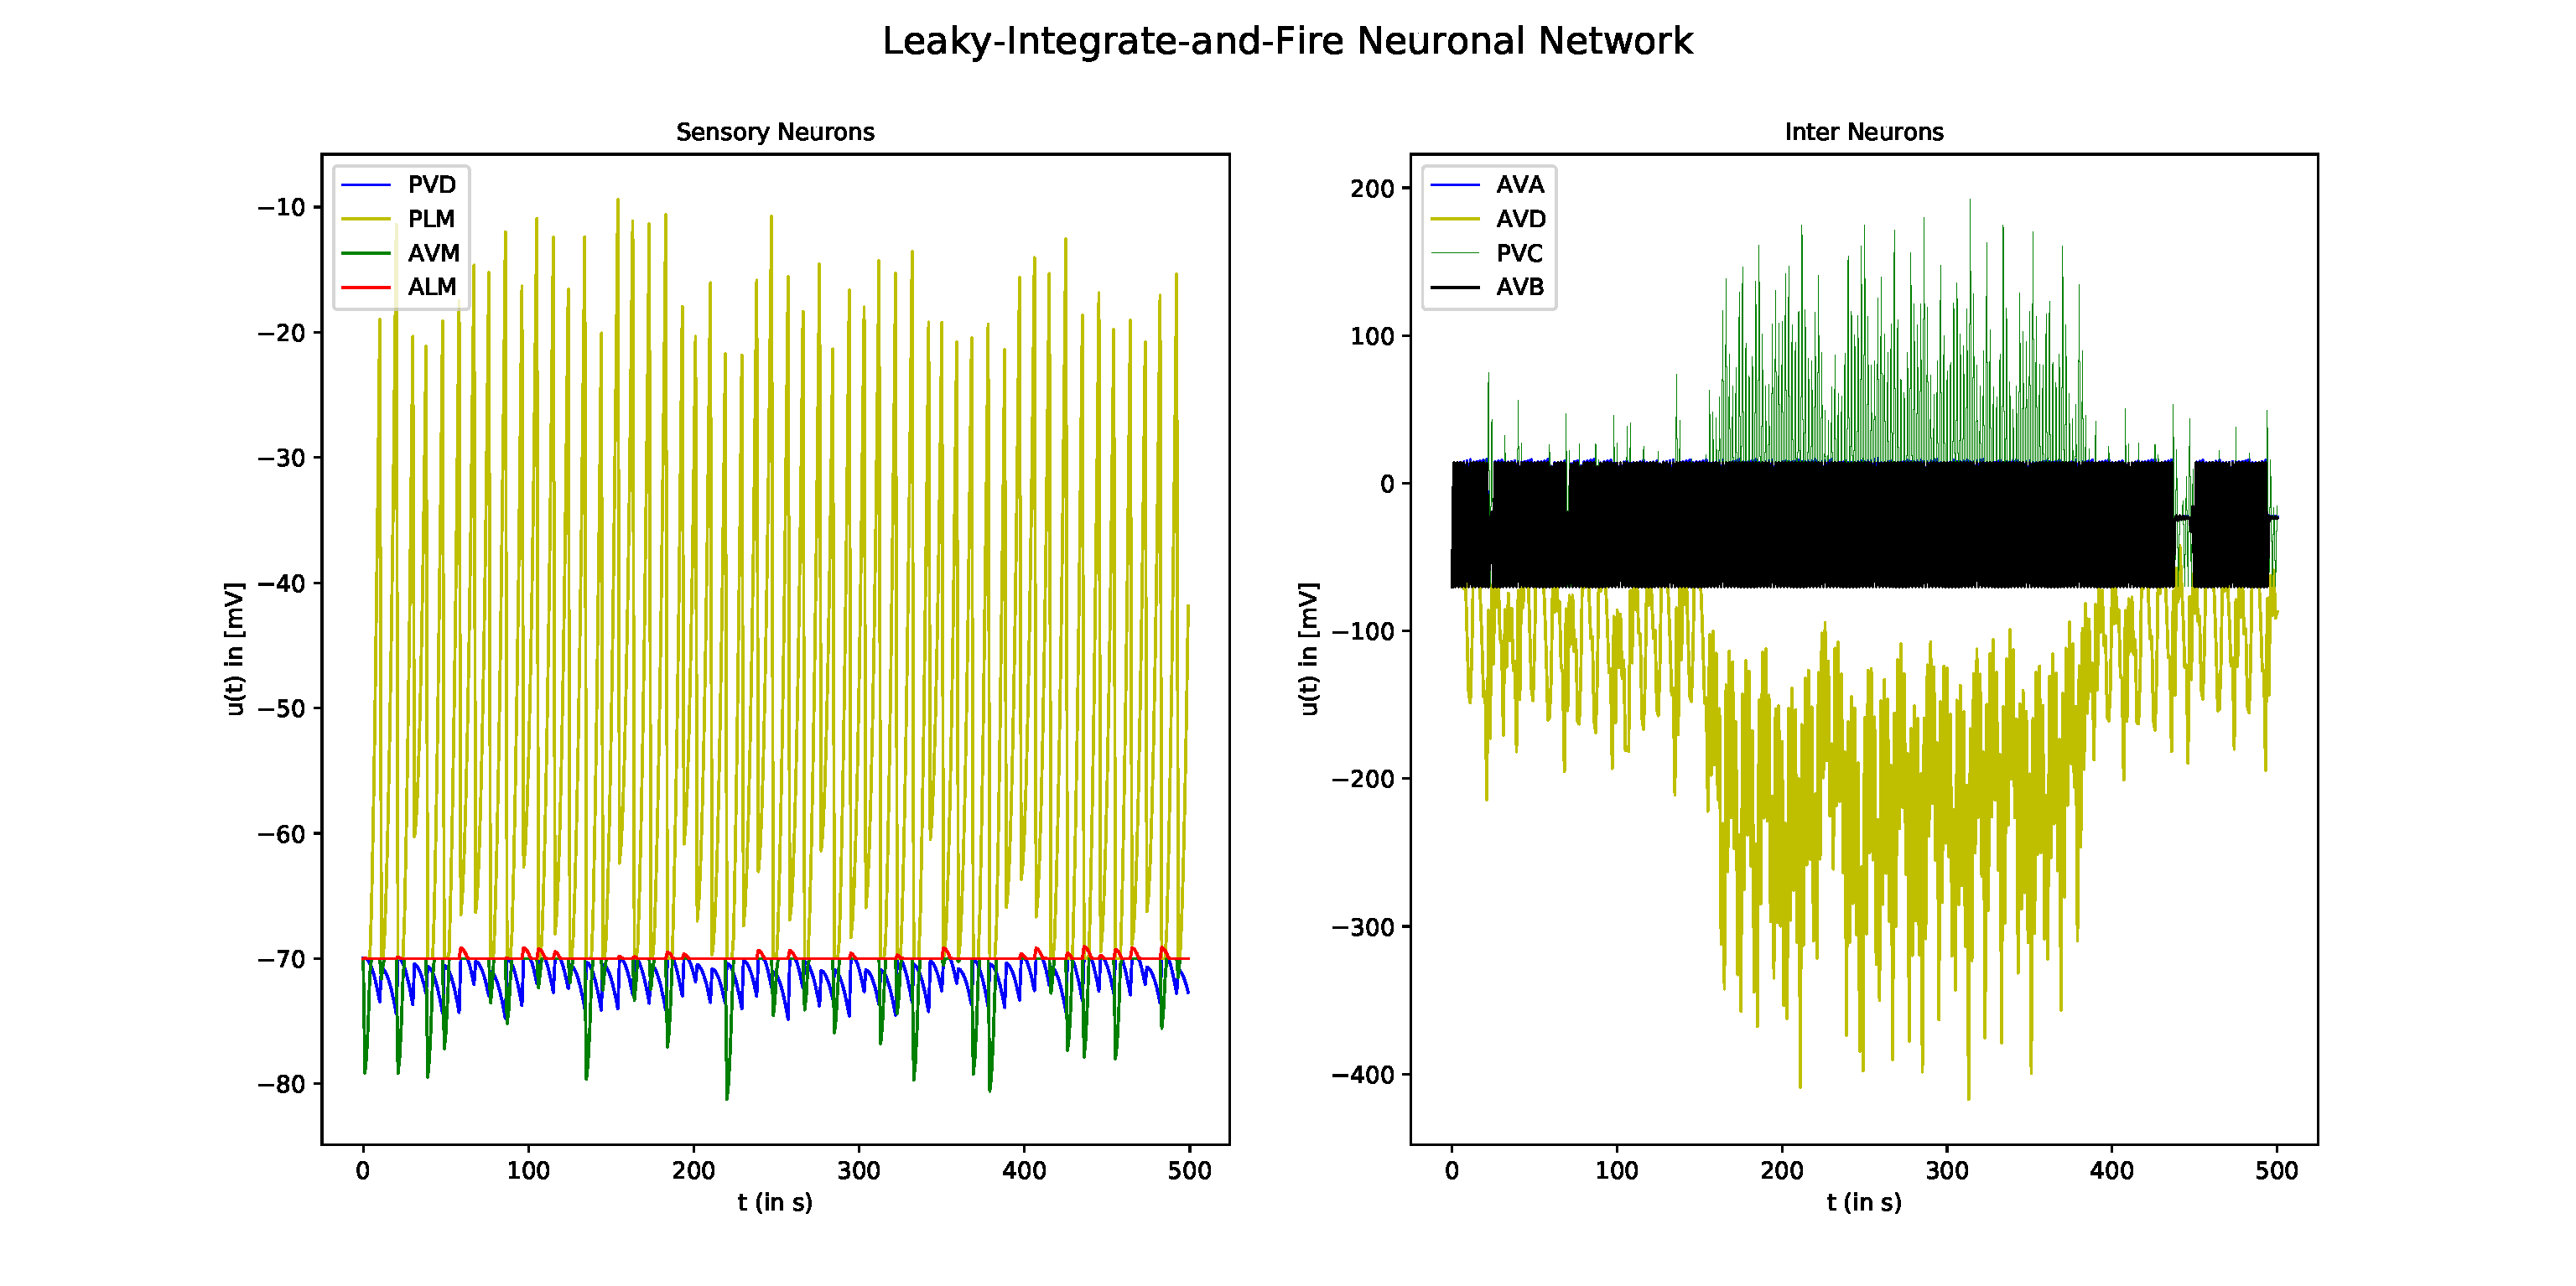 Leaky-Integrate-and-Fire Neuronal Network
Sensory Neurons
PVD
PLM
AVM
ALM
−10
−20
−30
−40
−50
−60
−70
−80
u(t) in [mV]
0 100 200 300 400 500
t (in s)
Inter Neurons
AVA
AVD
PVC
AVB
200
100
0
−100
−200
−300
−400
u(t) in [mV]
0 100 200 300 400 500
t (in s)